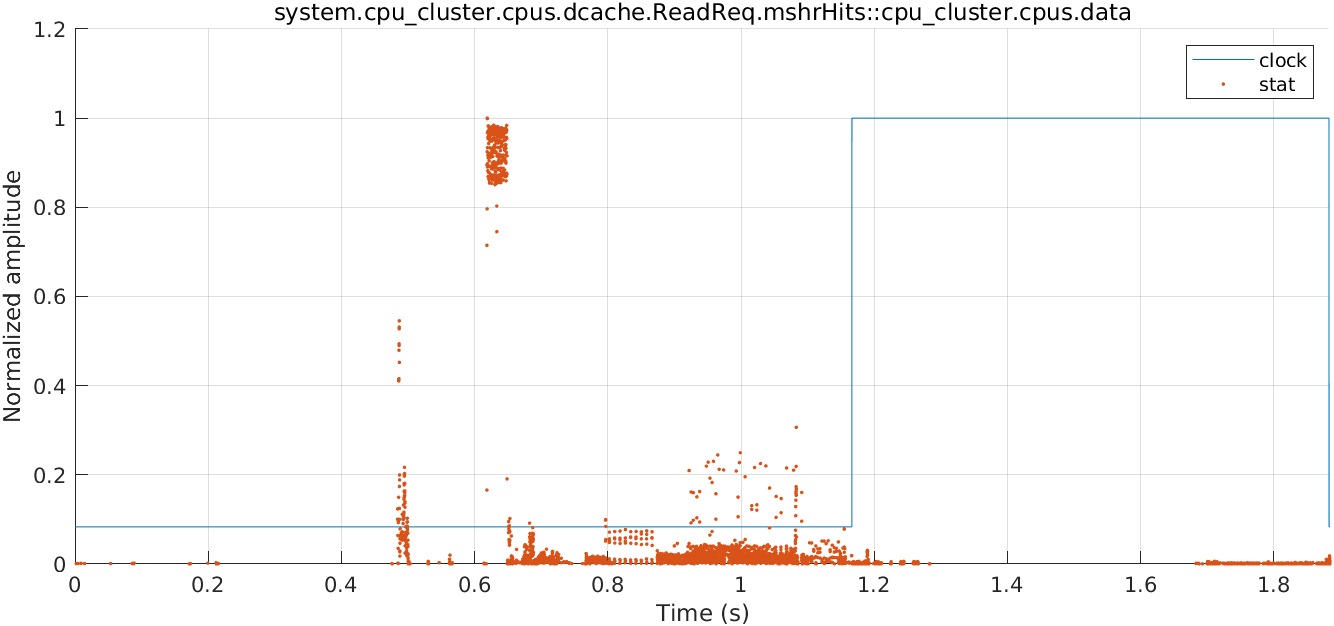 system.cpu_cluster.cpus.dcache.ReadReq.mshrHits::cpu_cluster.cpus.data
1.2
1
0.8
0.6
0.4
0.2
0
Normalized amplitude
clock
stat
0 0.2 0.4 0.6 0.8 1 1.2 1.4 1.6 1.8
Time (s)